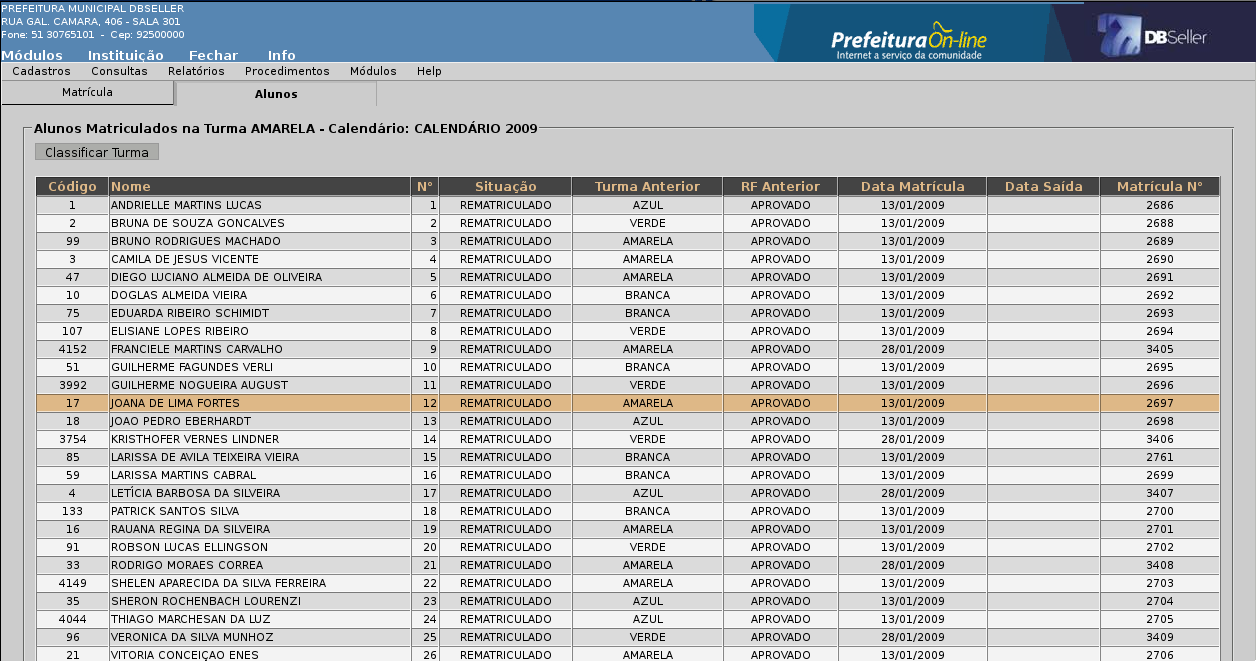 PREFEITURA MUNICIPAL DBSELLER
RUA GAL. CAMARA, 406 - SALA 301
Fone: 51 30765101 - Cep: 92500000
Módulos Instituição Fechar Info
Prefeitura On-line
Internet a serviço da comunidade
DBSeller
Cadastros Consultas Relatórios Procedimentos Módulos Help
Matrícula Alunos
Alunos Matriculados na Turma AMARELA - Calendário: CALENDÁRIO 2009
Classificar Turma
Código Nome N° Situação Turma Anterior RF Anterior Data Matrícula Data Saída Matrícula N°
1 ANDRIELLE MARTINS LUCAS 1 REMATRICULADO AZUL APROVADO 13/01/2009 2686
2 BRUNA DE SOUZA GONCALVES 2 REMATRICULADO VERDE APROVADO 13/01/2009 2688
99 BRUNO RODRIGUES MACHADO 3 REMATRICULADO AMARELA APROVADO 13/01/2009 2689
3 CAMILA DE JESUS VICENTE 4 REMATRICULADO AMARELA APROVADO 13/01/2009 2690
47 DIEGO LUCIANO ALMEIDA DE OLIVEIRA 5 REMATRICULADO AMARELA APROVADO 13/01/2009 2691
10 DOGLAS ALMEIDA VIEIRA 6 REMATRICULADO BRANCA APROVADO 13/01/2009 2692
75 EDUARDA RIBEIRO SCHIMIDT 7 REMATRICULADO BRANCA APROVADO 13/01/2009 2693
107 ELISIANE LOPES RIBEIRO 8 REMATRICULADO VERDE APROVADO 13/01/2009 2694
4152 FRANCIELE MARTINS CARVALHO 9 REMATRICULADO AMARELA APROVADO 28/01/2009 3405
51 GUILHERME FAGUNDES VERLI 10 REMATRICULADO BRANCA APROVADO 13/01/2009 2695
3992 GUILHERME NOGUEIRA AUGUST 11 REMATRICULADO VERDE APROVADO 13/01/2009 2696
17 JOANA DE LIMA FORTES 12 REMATRICULADO AMARELA APROVADO 13/01/2009 2697
18 JOAO PEDRO EBERHARDT 13 REMATRICULADO AZUL APROVADO 13/01/2009 2698
3754 KRISTHOFER VERNES LINDNER 14 REMATRICULADO VERDE APROVADO 28/01/2009 3406
85 LARISSA DE AVILA TEIXEIRA VIEIRA 15 REMATRICULADO BRANCA APROVADO 13/01/2009 2761
59 LARISSA MARTINS CABRAL 16 REMATRICULADO BRANCA APROVADO 13/01/2009 2699
4 LETÍCIA BARBOSA DA SILVEIRA 17 REMATRICULADO AZUL APROVADO 28/01/2009 3407
133 PATRICK SANTOS SILVA 18 REMATRICULADO BRANCA APROVADO 13/01/2009 2700
16 RAUANA REGINA DA SILVEIRA 19 REMATRICULADO AMARELA APROVADO 13/01/2009 2701
91 ROBSON LUCAS ELLINGSON 20 REMATRICULADO VERDE APROVADO 13/01/2009 2702
33 RODRIGO MORAES CORREA 21 REMATRICULADO AMARELA APROVADO 28/01/2009 3408
4149 SHELEN APARECIDA DA SILVA FERREIRA 22 REMATRICULADO AMARELA APROVADO 13/01/2009 2703
35 SHERON ROCHENBACH LOURENZI 23 REMATRICULADO AZUL APROVADO 13/01/2009 2704
4044 THIAGO MARCHESAN DA LUZ 24 REMATRICULADO AZUL APROVADO 13/01/2009 2705
96 VERONICA DA SILVA MUNHOZ 25 REMATRICULADO VERDE APROVADO 28/01/2009 3409
21 VITORIA CONCEIÇAO ENES 26 REMATRICULADO AMARELA APROVADO 13/01/2009 2706